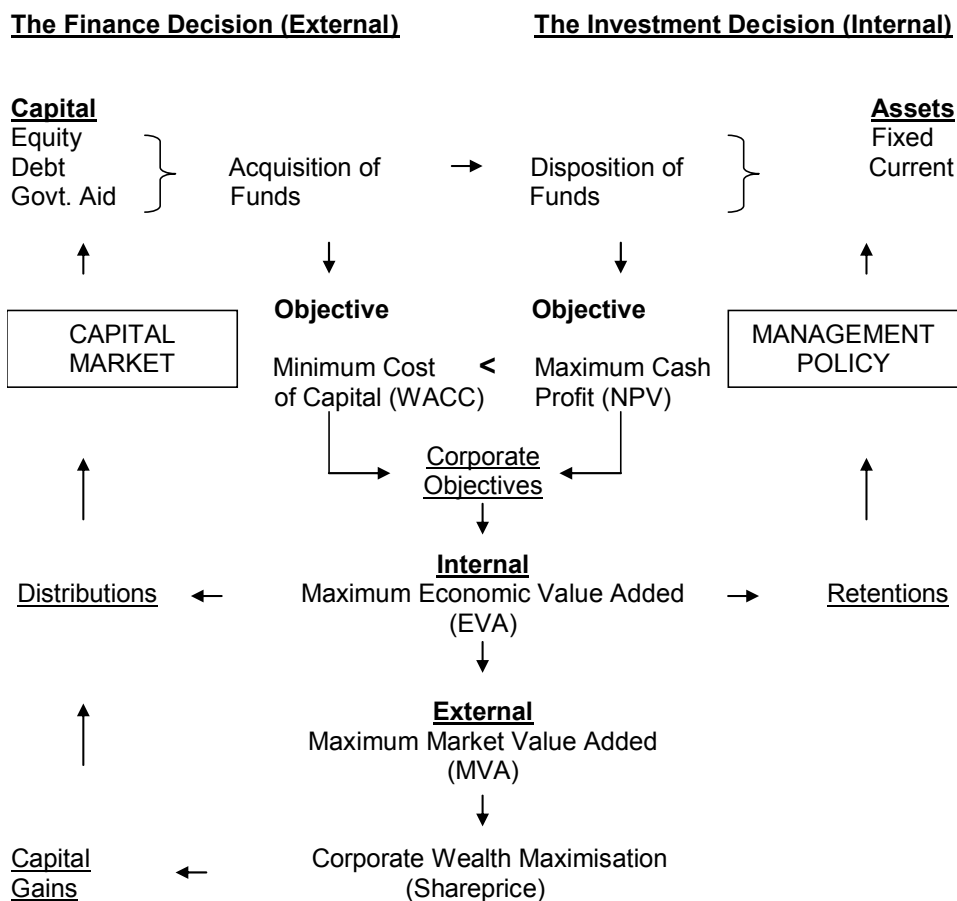 The Finance Decision (External) The Investment Decision (Internal)
Capital Assets
Equity Fixed
Debt Acquisition of → Disposition of Current
Govt. Aid Funds Funds
Objective Objective
CAPITAL MANAGEMENT
MARKET POLICY
Minimum Cost < Maximum Cash
of Capital (WACC) Profit (NPV)
Corporate
Objectives
Internal
Distributions ← Maximum Economic Value Added → Retentions
(EVA)
External
Maximum Market Value Added
(MVA)
Capital ← Corporate Wealth Maximisation
Gains (Shareprice)